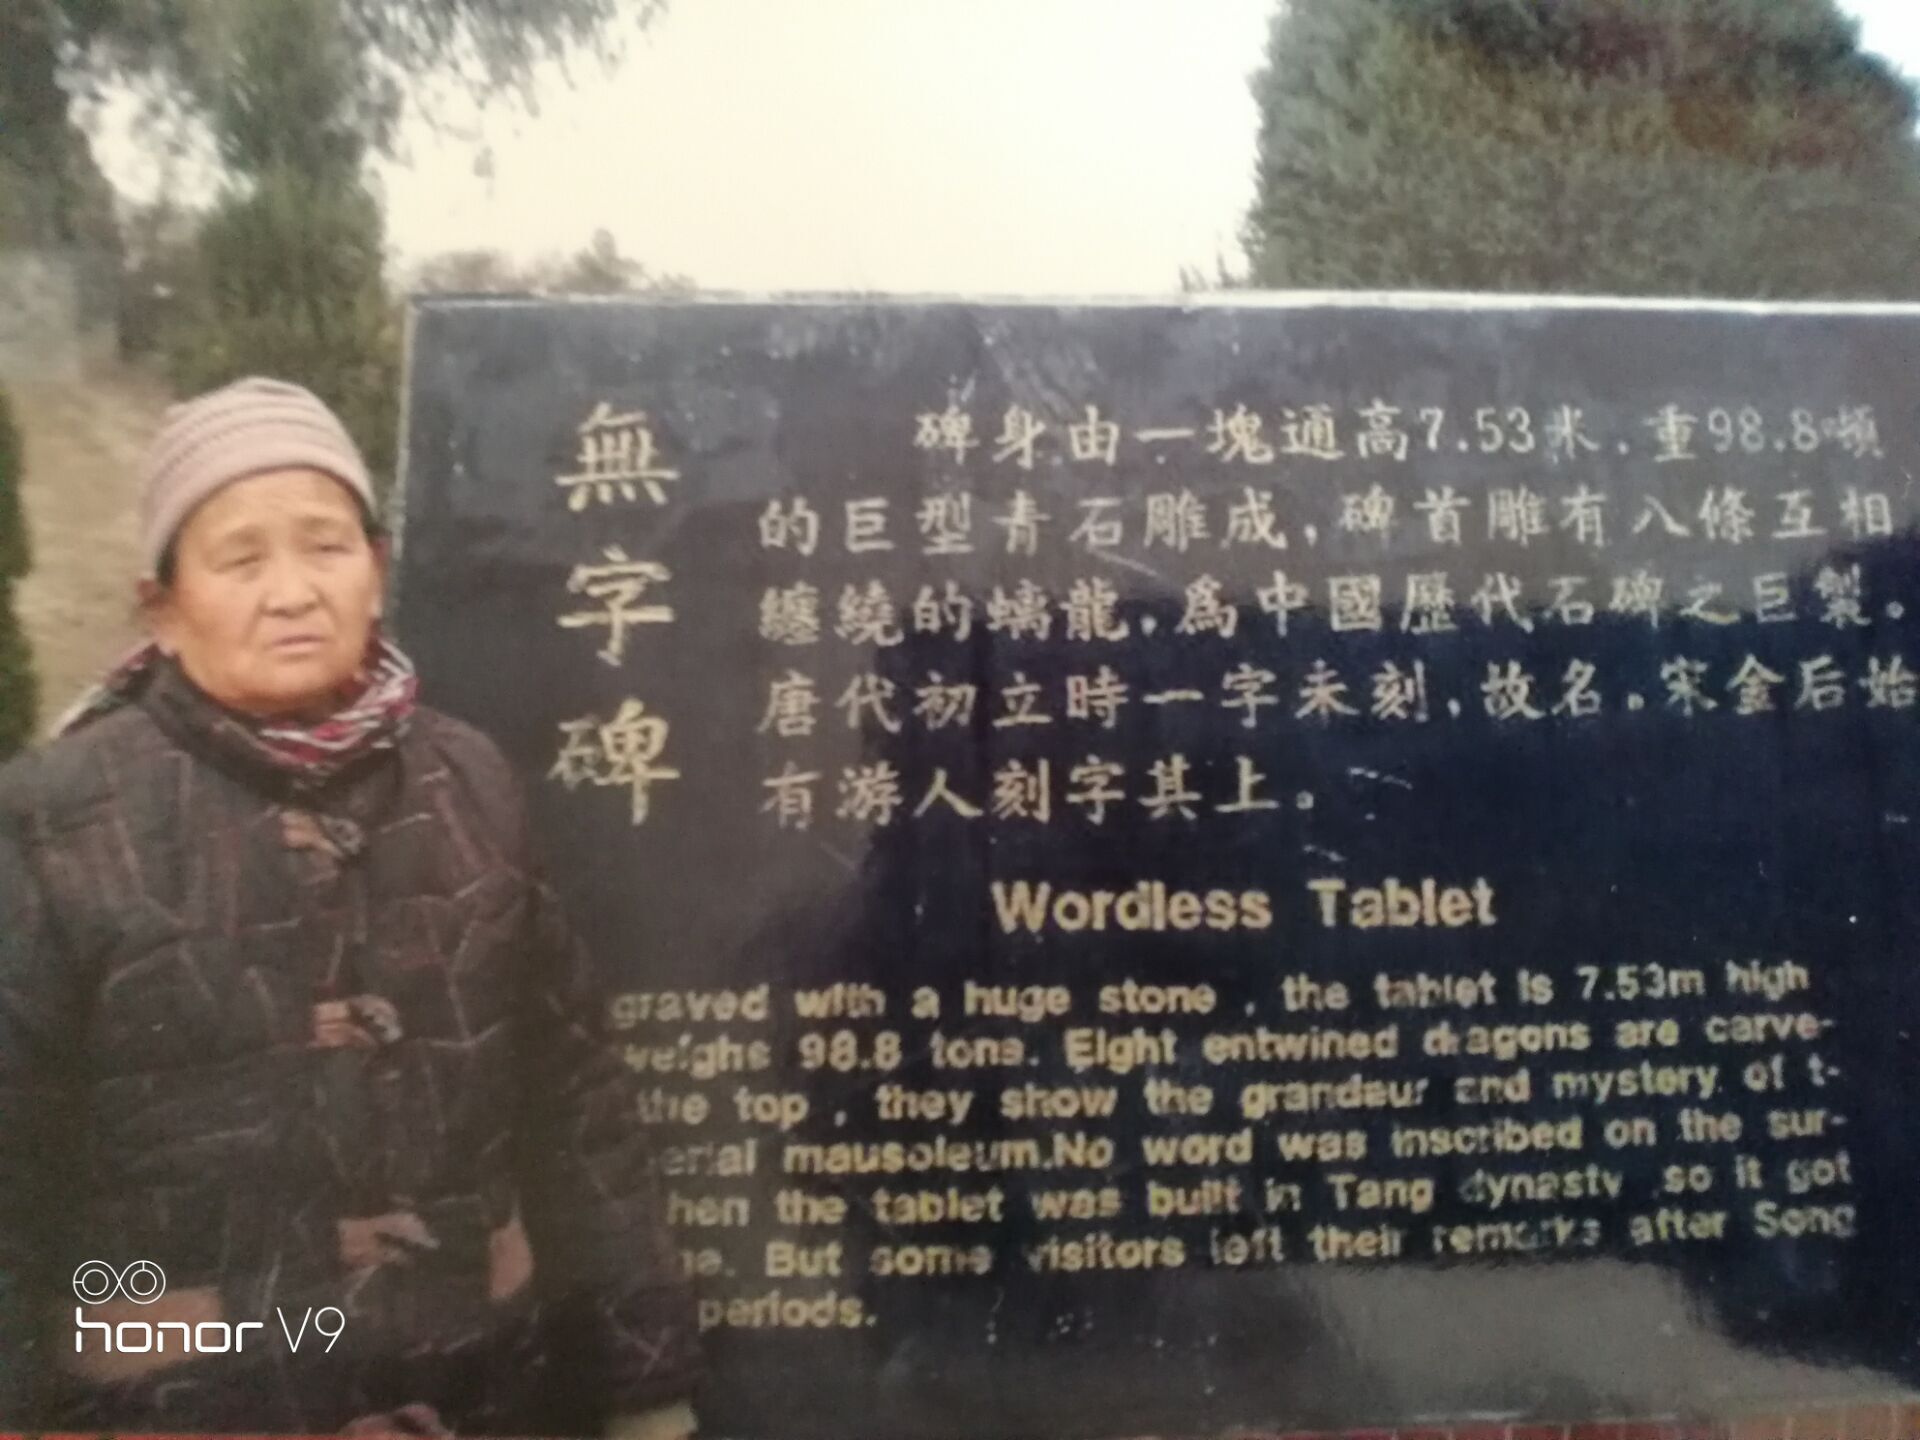 無字碑
碑身由一塊通高7.53米.重98.8噸
的巨型青石雕成,碑首雕有八條互相
纏繞的螭龍.為中國歷代石碑之巨製。
唐代初立時一字未刻,故名。宋金后始
有游人刻字其上。
Wordless Tablet
graved with a huge stone , the tablet is 7.53m high
weighs 98.8 tons. Eight entwined dragons are carve-
the top , they show the grandeur and mystery of t-
erial mausoleum.No word was inscribed on the sur-
hen the tablet was built in Tang dynasty so it got
But some visitors left their remarks after Song
periods.
honor V9